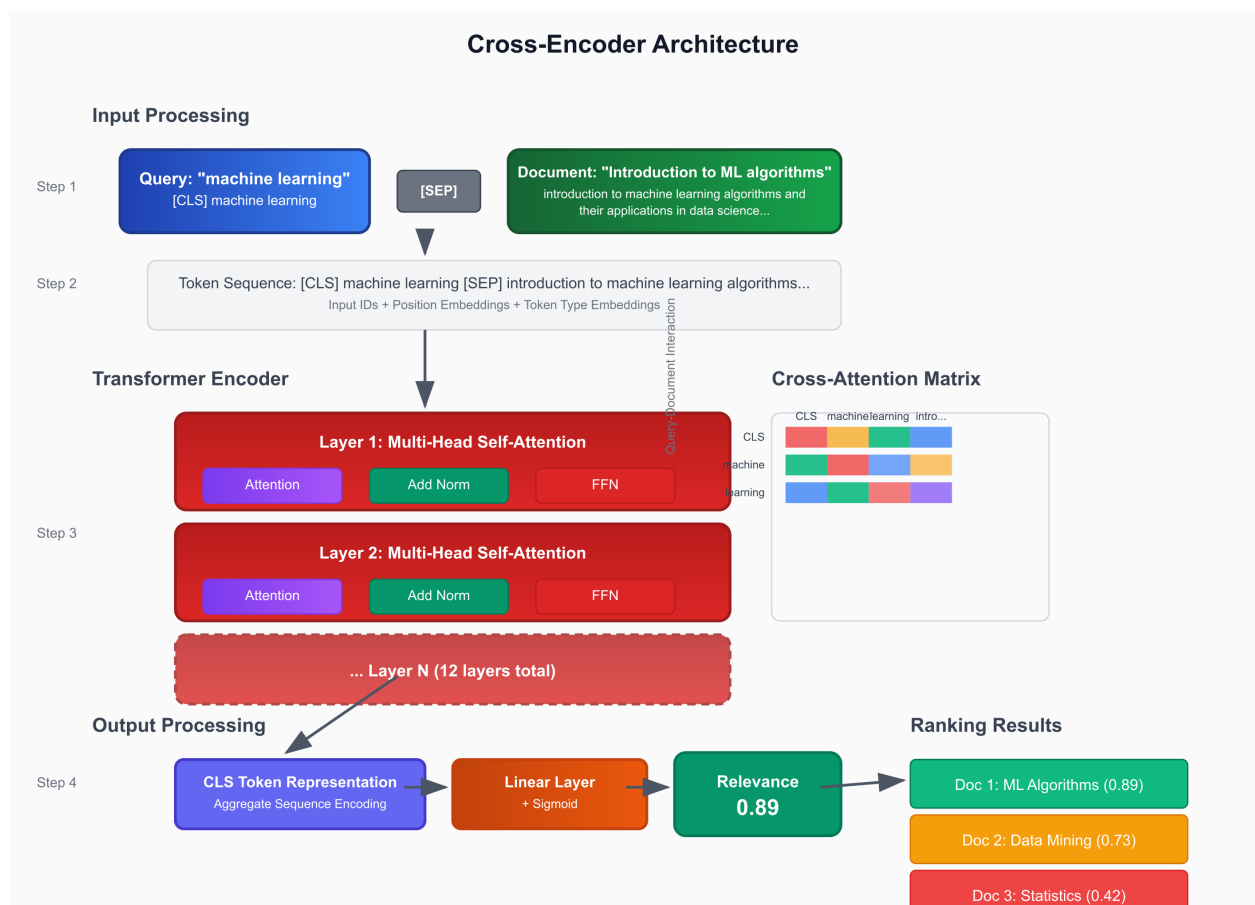 Cross-Encoder Architecture
Input Processing
Step 1
Query: "machine learning"
[CLS] machine learning
[SEP]
Document: "Introduction to ML algorithms"
introduction to machine learning algorithms and
their applications in data science...
Step 2
Token Sequence: [CLS] machine learning [SEP] introduction to machine learning algorithms...
Input IDs + Position Embeddings + Token Type Embeddings
Query-Document Interaction
Transformer Encoder
Step 3
Layer 1: Multi-Head Self-Attention
Attention
Add Norm
FFN
Layer 2: Multi-Head Self-Attention
Attention
Add Norm
FFN
... Layer N (12 layers total)
Cross-Attention Matrix
CLS machine learning intro...
CLS
machine
learning
Output Processing
Step 4
CLS Token Representation
Aggregate Sequence Encoding
Linear Layer
+ Sigmoid
Relevance
0.89
Ranking Results
Doc 1: ML Algorithms (0.89)
Doc 2: Data Mining (0.73)
Doc 3: Statistics (0.42)